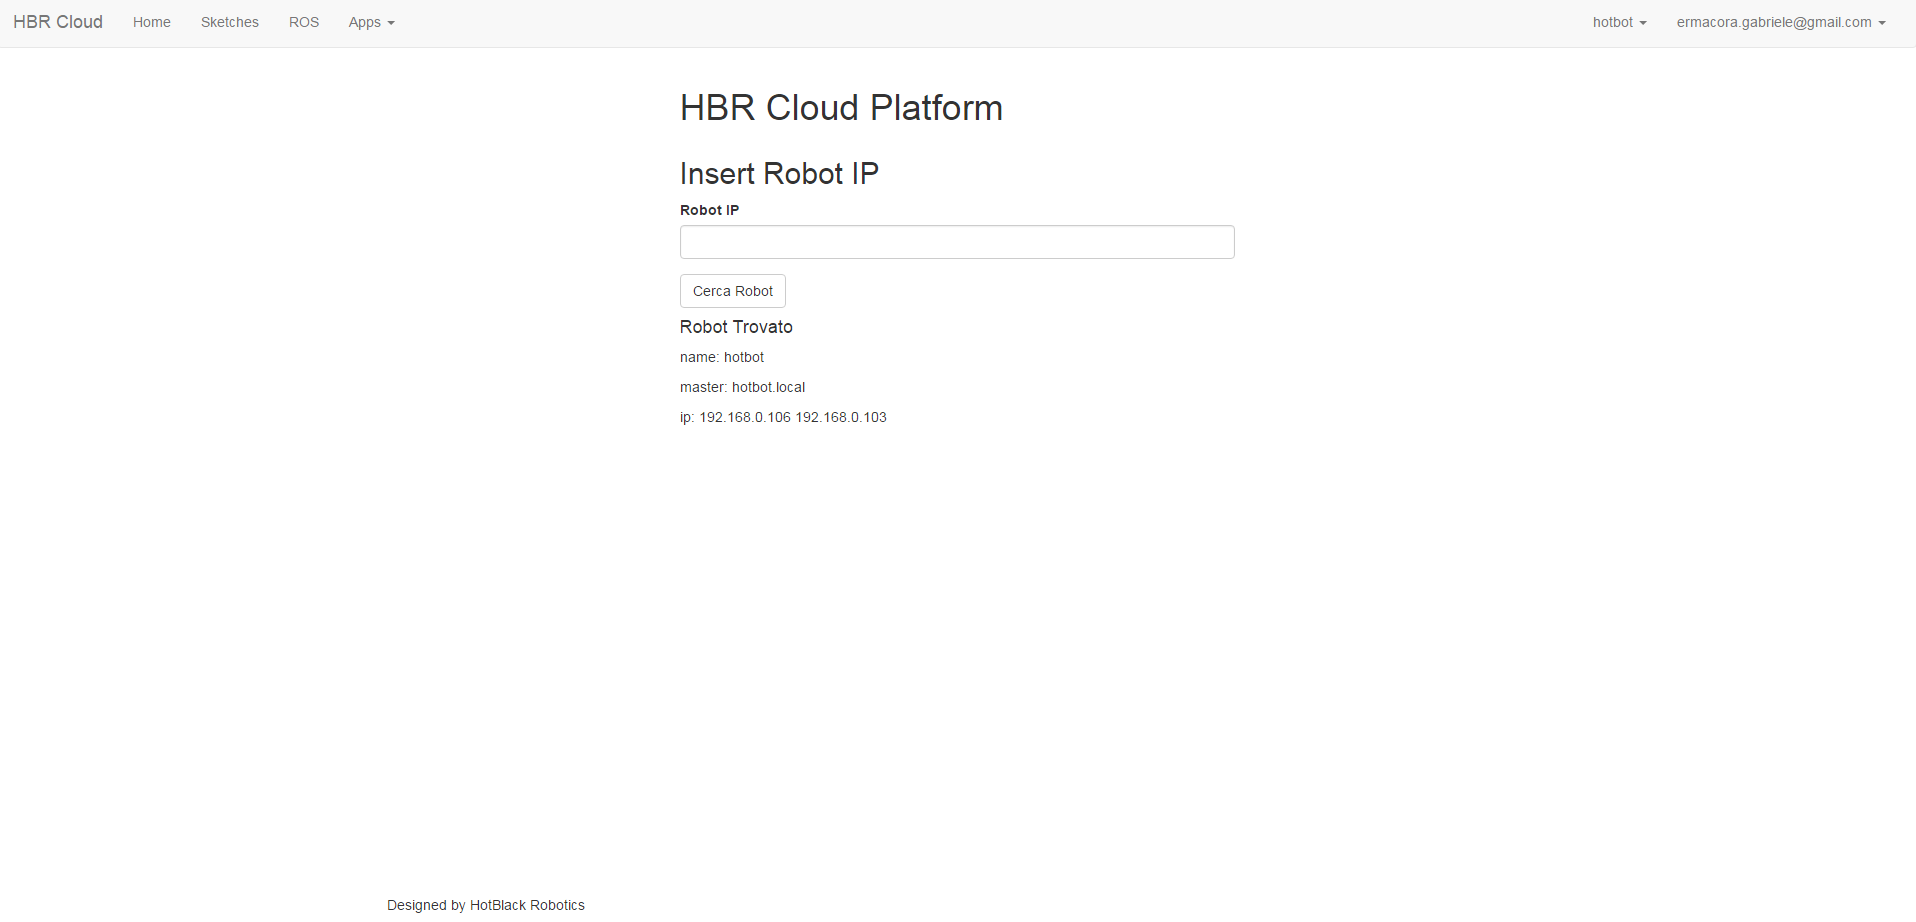 HBR Cloud Home Sketches ROS Apps hotbot ermacora.gabriele@gmail.com
HBR Cloud Platform
Insert Robot IP
Robot IP
Cerca Robot
Robot Trovato
name: hotbot
master: hotbot.local
ip: 192.168.0.106 192.168.0.103
Designed by HotBlack Robotics